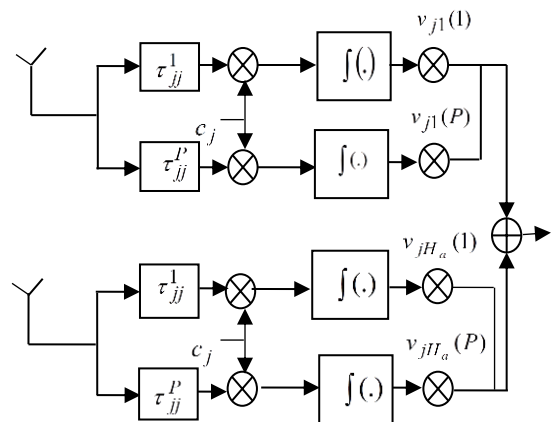 v_{j1}(1)
τ_{jj}^{1} ∫(.)
c_j v_{j1}(P)
τ_{jj}^{P} ∫(.)
v_{jH_a}(1)
τ_{jj}^{1} ∫(.)
c_j v_{jH_a}(P)
τ_{jj}^{P} ∫(.)